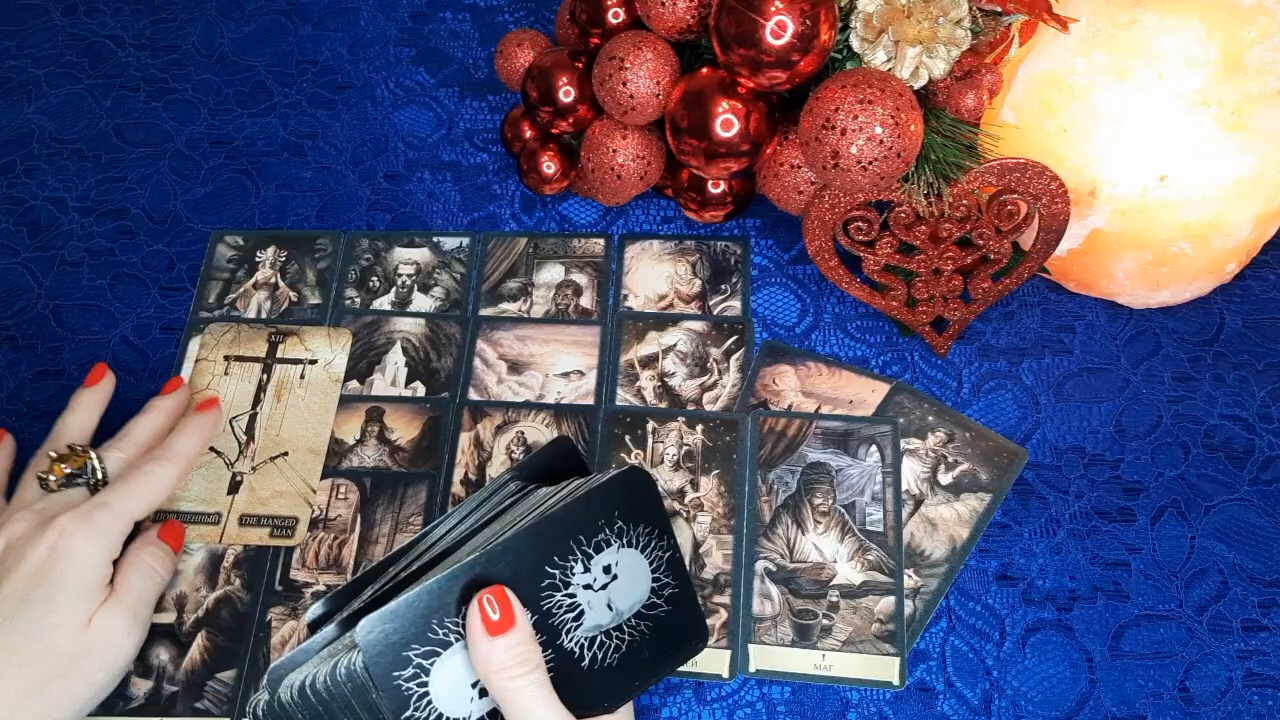 XII
ПОВЕШЕННЫЙ
THE HANGED
MAN
I
МАГ